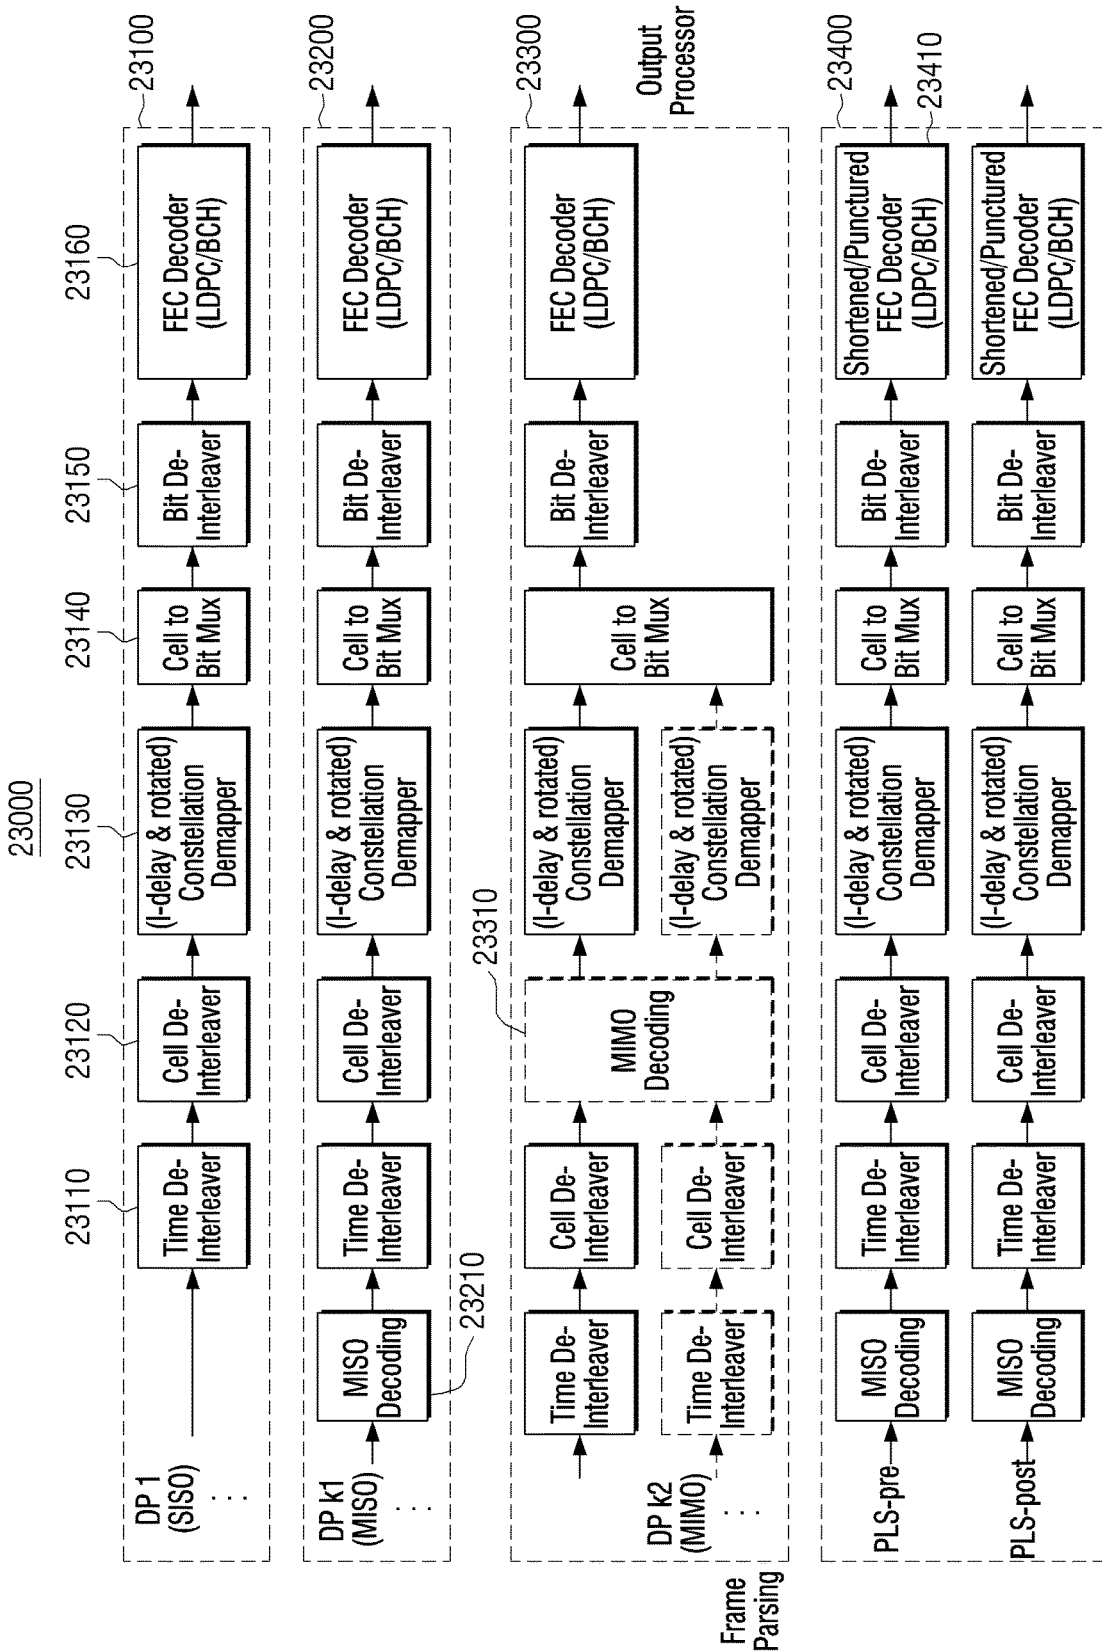 23000
23110
23120
23130
23140
23150
23160
23100
DP 1
(SISO)
Time De-
Interleaver
Cell De-
Interleaver
(I-delay & rotated)
Constellation
Demapper
Cell to
Bit Mux
Bit De-
Interleaver
FEC Decoder
(LDPC/BCH)
23200
DP k1
(MISO)
MISO
Decoding
23210
Time De-
Interleaver
Cell De-
Interleaver
(I-delay & rotated)
Constellation
Demapper
Cell to
Bit Mux
Bit De-
Interleaver
FEC Decoder
(LDPC/BCH)
23300
23310
Time De-
Interleaver
Cell De-
Interleaver
MIMO
Decoding
(I-delay & rotated)
Constellation
Demapper
Cell to
Bit Mux
Bit De-
Interleaver
FEC Decoder
(LDPC/BCH)
DP k2
(MIMO)
Time De-
Interleaver
Cell De-
Interleaver
(I-delay & rotated)
Constellation
Demapper
Frame
Parsing
Output
Processor
23400
PLS-pre
MISO
Decoding
Time De-
Interleaver
Cell De-
Interleaver
(I-delay & rotated)
Constellation
Demapper
Cell to
Bit Mux
Bit De-
Interleaver
Shortened/Punctured
FEC Decoder
(LDPC/BCH)
23410
PLS-post
MISO
Decoding
Time De-
Interleaver
Cell De-
Interleaver
(I-delay & rotated)
Constellation
Demapper
Cell to
Bit Mux
Bit De-
Interleaver
Shortened/Punctured
FEC Decoder
(LDPC/BCH)